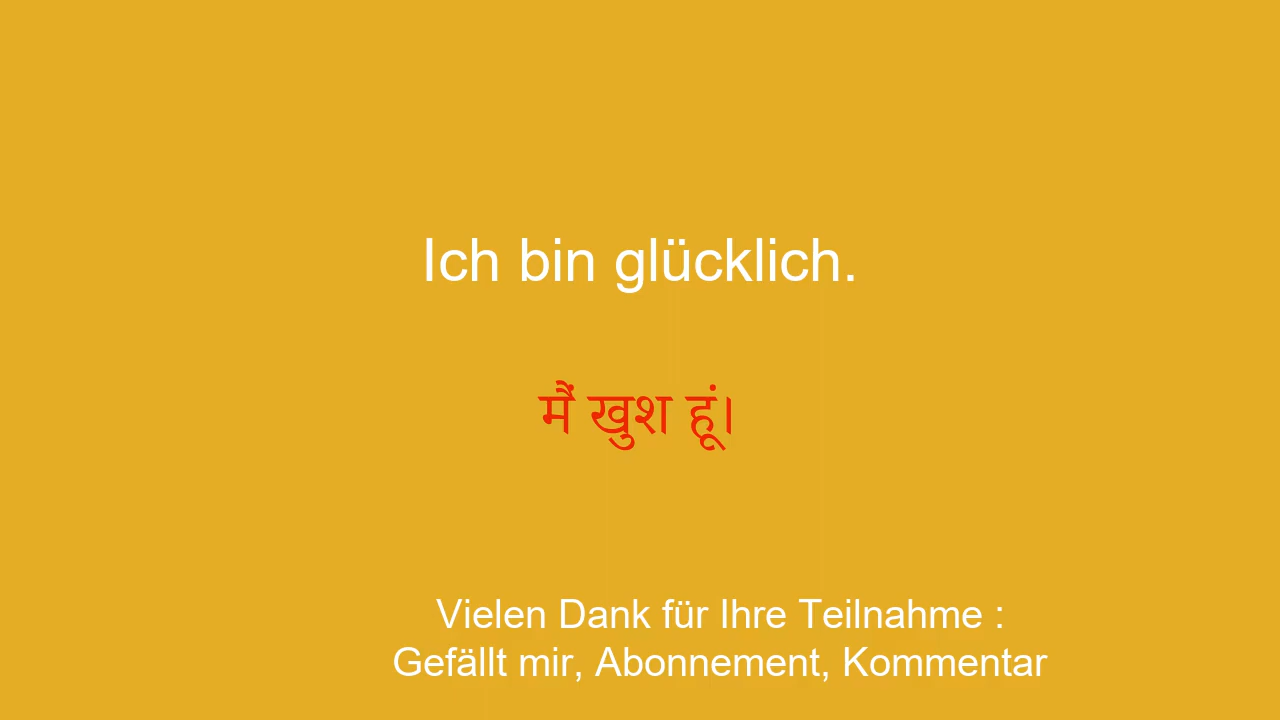 Ich bin glücklich.
मैं खुश हूं।
Vielen Dank für Ihre Teilnahme :
Gefällt mir, Abonnement, Kommentar